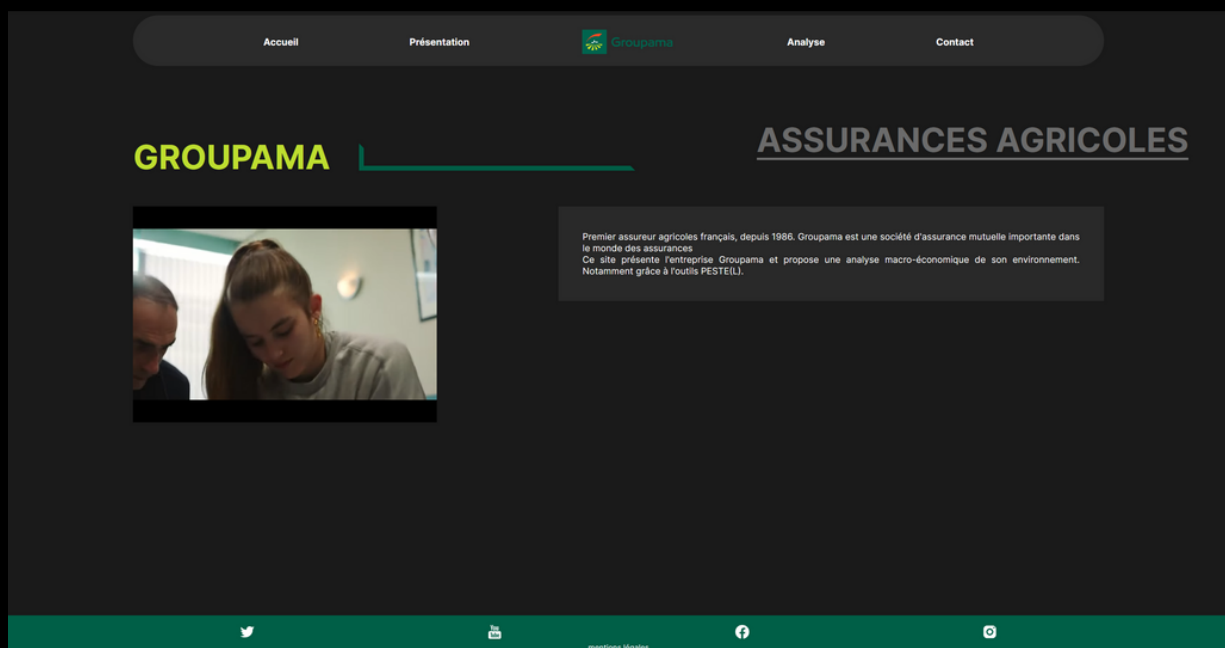 Accueil
Présentation
Groupama
Analyse
Contact
GROUPAMA
ASSURANCES AGRICOLES
Premier assureur agricoles français, depuis 1986. Groupama est une société d'assurance mutuelle importante dans
le monde des assurances
Ce site présente l'entreprise Groupama et propose une analyse macro-économique de son environnement.
Notamment grâce à l'outils PESTE(L).
You
Tube
mentions légales